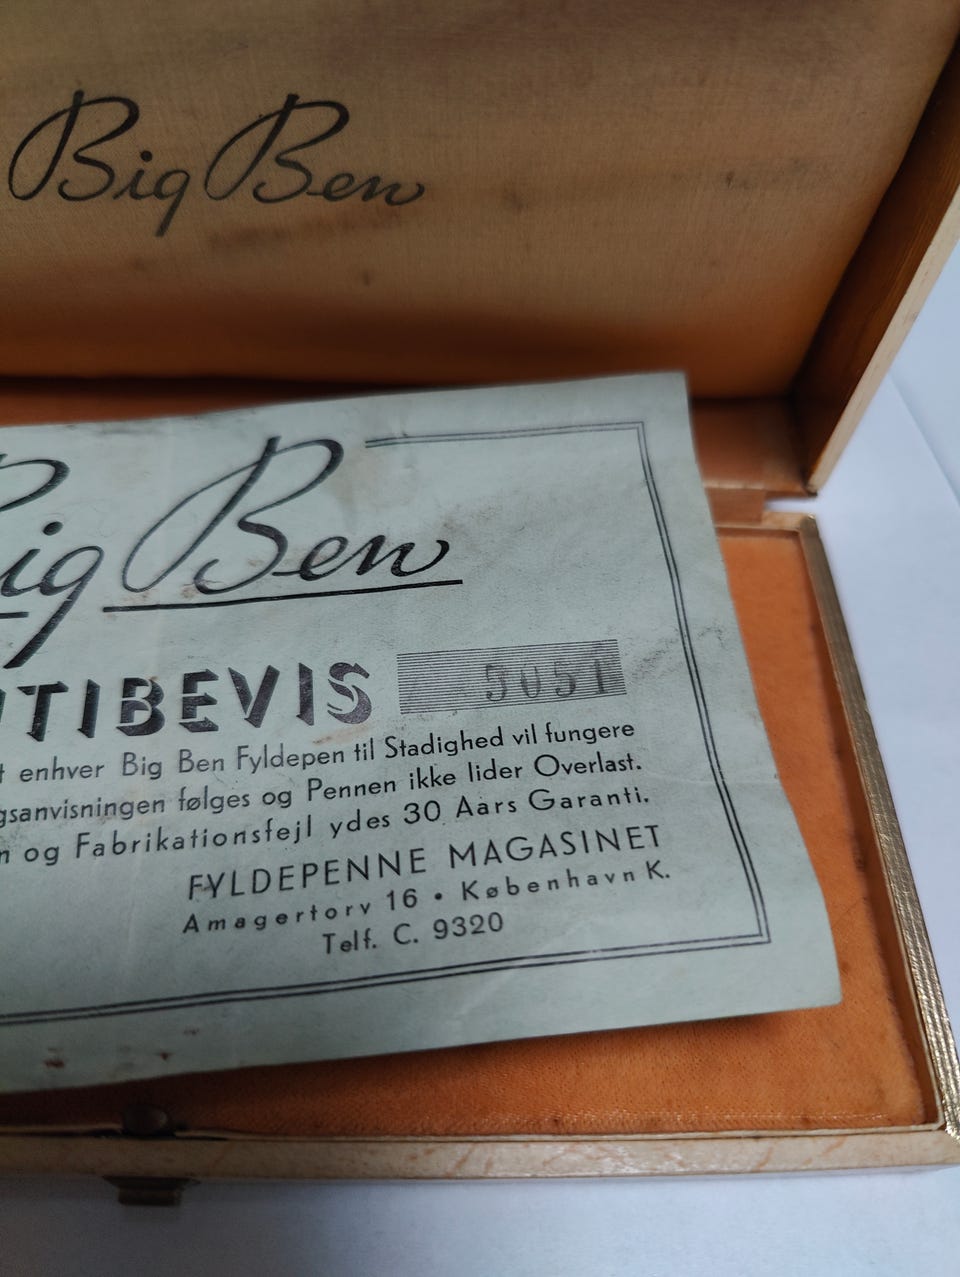 Big Ben
Big Ben
TIBEVIS 5051
enhver Big Ben Fyldepen til Stadighed vil fungere
gsanvisningen følges og Pennen ikke lider Overlast.
n og Fabrikationsfejl ydes 30 Aars Garanti.
FYLDEPENNE MAGASINET
Amagertorv 16 • København K.
Telf. C. 9320